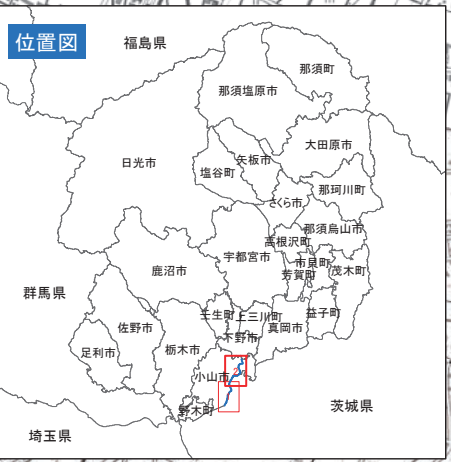 位置図
福島県
那須町
那須塩原市
大田原市
日光市
矢板市
塩谷町
那珂川町
さくら市
那須烏山市
高根沢町
宇都宮市
市貝町
茂木町
芳賀町
鹿沼市
群馬県
壬生町
上三川町
益子町
真岡市
佐野市
下野市
栃木市
足利市
小山市
2
野木町
茨城県
埼玉県